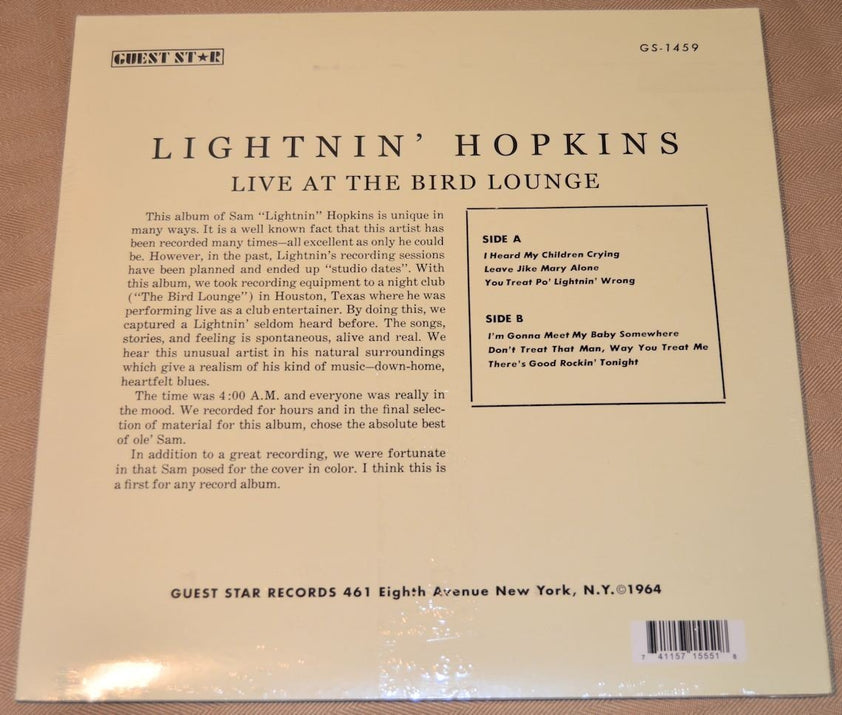 GUEST ST★R
GS-1459
LIGHTNIN' HOPKINS
LIVE AT THE BIRD LOUNGE
This album of Sam "Lightnin" Hopkins is unique in
many ways. It is a well known fact that this artist has
been recorded many times—all excellent as only he could
be. However, in the past, Lightnin's recording sessions
have been planned and ended up "studio dates". With
this album, we took recording equipment to a night club
("The Bird Lounge") in Houston, Texas where he was
performing live as a club entertainer. By doing this, we
captured a Lightnin' seldom heard before. The songs,
stories, and feeling is spontaneous, alive and real. We
hear this unusual artist in his natural surroundings
which give a realism of his kind of music—down-home,
heartfelt blues.
The time was 4:00 A.M. and everyone was really in
the mood. We recorded for hours and in the final selec-
tion of material for this album, chose the absolute best
of ole' Sam.
In addition to a great recording, we were fortunate
in that Sam posed for the cover in color. I think this is
a first for any record album.
SIDE A
I Heard My Children Crying
Leave Jike Mary Alone
You Treat Po' Lightnin' Wrong
SIDE B
I'm Gonna Meet My Baby Somewhere
Don't Treat That Man, Way You Treat Me
There's Good Rockin' Tonight
GUEST STAR RECORDS 461 Eighth Avenue New York, N.Y.©1964
7 41157 15551 8